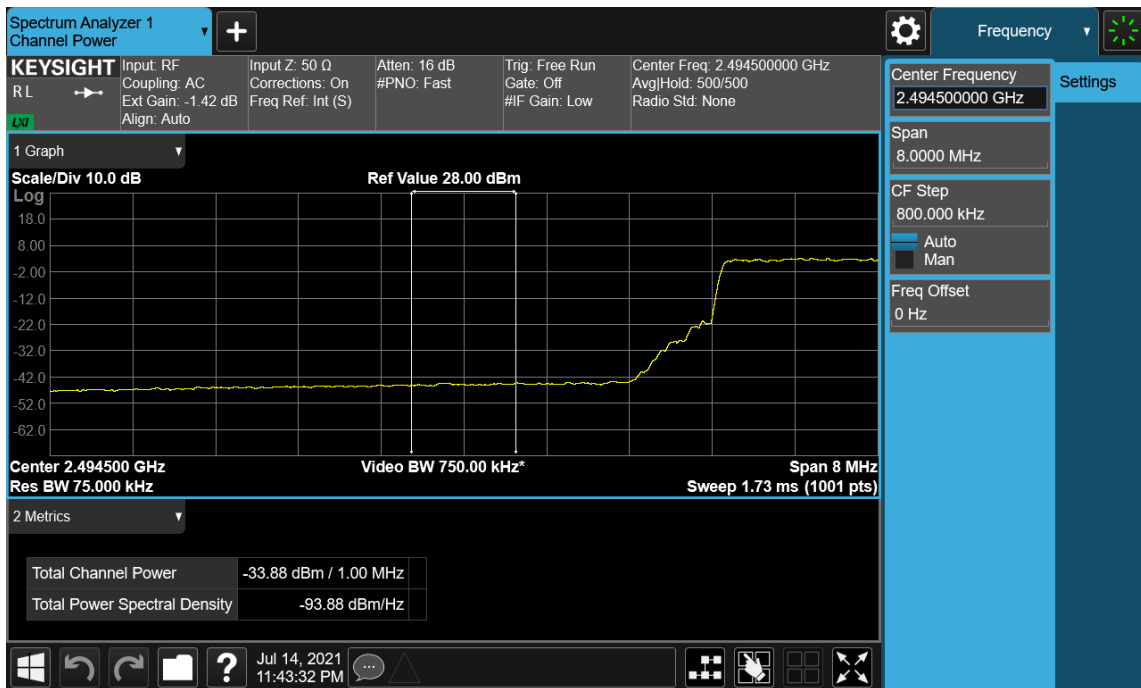 Spectrum Analyzer 1
Channel Power
Frequency
KEYSIGHT
R L
LXI
Input: RF
Coupling: AC
Ext Gain: -1.42 dB
Align: Auto
Input Z: 50 Ω
Corrections: On
Freq Ref: Int (S)
Atten: 16 dB
#PNO: Fast
Trig: Free Run
Gate: Off
#IF Gain: Low
Center Freq: 2.494500000 GHz
Avg|Hold: 500/500
Radio Std: None
Center Frequency
2.494500000 GHz
Settings
Span
8.0000 MHz
CF Step
800.000 kHz
Auto
Man
Freq Offset
0 Hz
1 Graph
Scale/Div 10.0 dB
Ref Value 28.00 dBm
Log
18.0
8.00
-2.00
-12.0
-22.0
-32.0
-42.0
-52.0
-62.0
Center 2.494500 GHz
Video BW 750.00 kHz*
Span 8 MHz
Res BW 75.000 kHz
Sweep 1.73 ms (1001 pts)
2 Metrics
Total Channel Power -33.88 dBm / 1.00 MHz
Total Power Spectral Density -93.88 dBm/Hz
?
Jul 14, 2021
11:43:32 PM